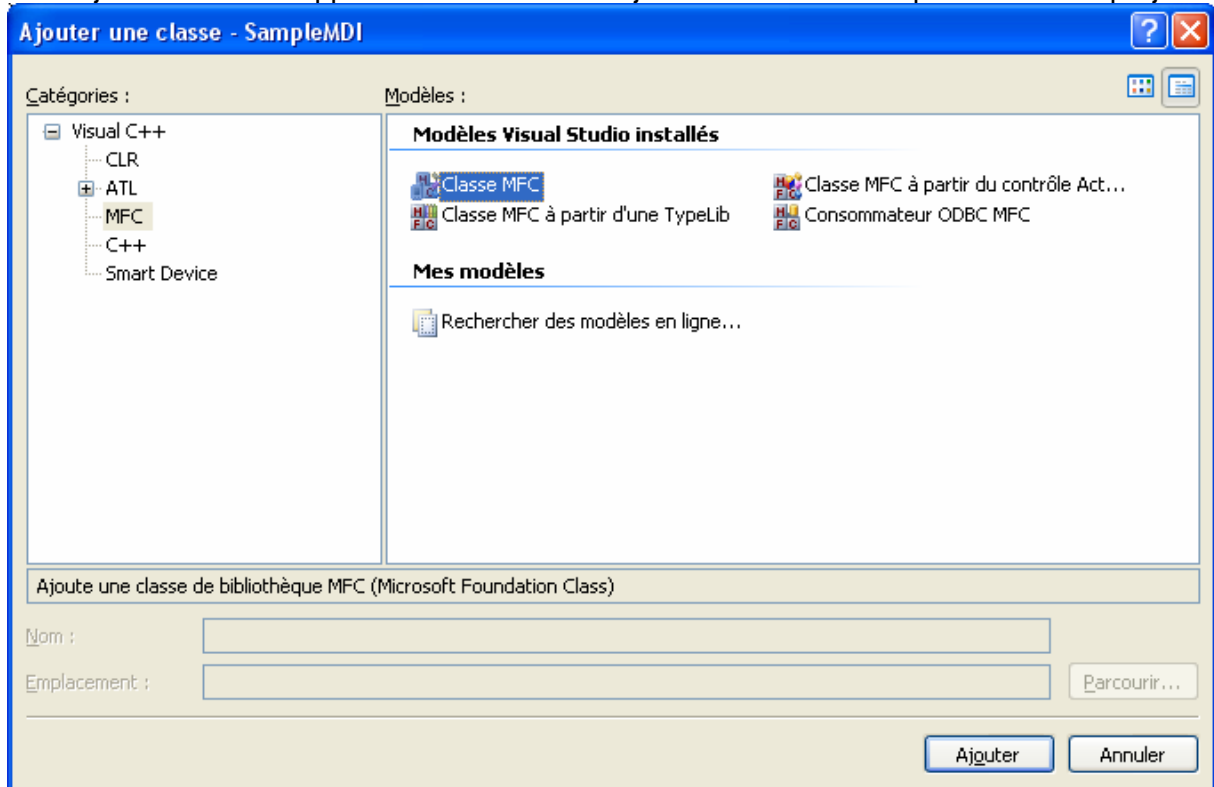 Ajouter une classe - SampleMDI
Catégories :
Modèles :
Visual C++
CLR
ATL
MFC
C++
Smart Device
Modèles Visual Studio installés
Classe MFC
Classe MFC à partir du contrôle Act...
Classe MFC à partir d'une TypeLib
Consommateur ODBC MFC
Mes modèles
Rechercher des modèles en ligne...
Ajoute une classe de bibliothèque MFC (Microsoft Foundation Class)
Nom :
Emplacement :
Parcourir...
Ajouter
Annuler